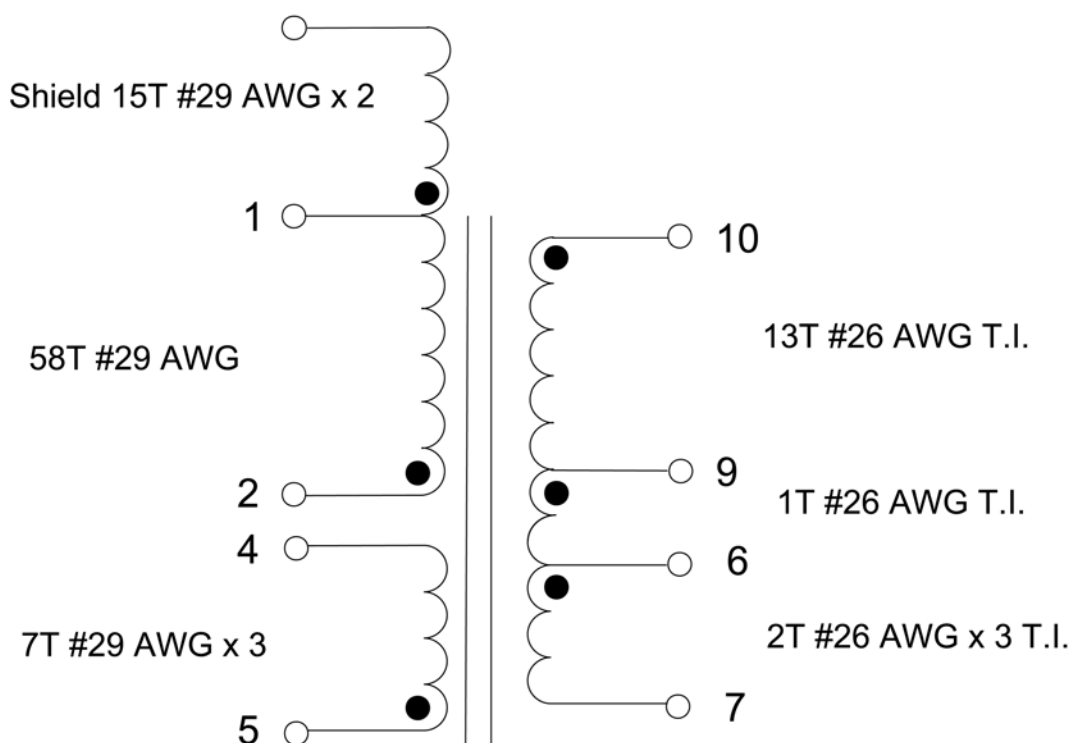 Shield 15T #29 AWG x 2
1
10
13T #26 AWG T.I.
58T #29 AWG
9
2
1T #26 AWG T.I.
4
6
7T #29 AWG x 3
2T #26 AWG x 3 T.I.
5
7